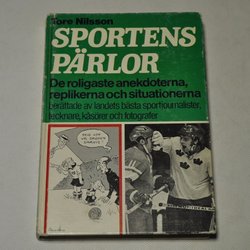 Tore Nilsson
SPORTENS
PÄRLOR
De roligaste anekdoterna,
replikerna och situationerna
berättade av landets bästa sportjournalister,
tecknare, kåsörer och fotografer